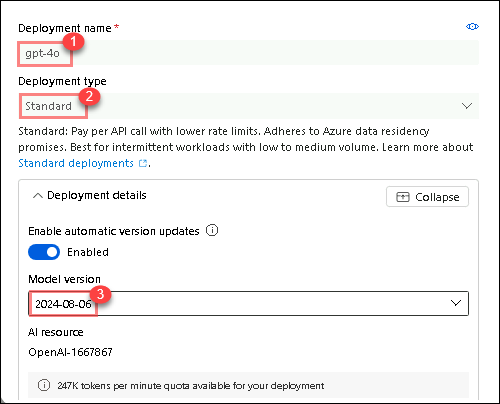 Deployment name *
1
gpt-4o
Deployment type
2
Standard
Standard: Pay per API call with lower rate limits. Adheres to Azure data residency
promises. Best for intermittent workloads with low to medium volume. Learn more about
Standard deployments.
Deployment details
Collapse
Enable automatic version updates
Enabled
Model version
3
2024-08-06
AI resource
OpenAI-1667867
247K tokens per minute quota available for your deployment